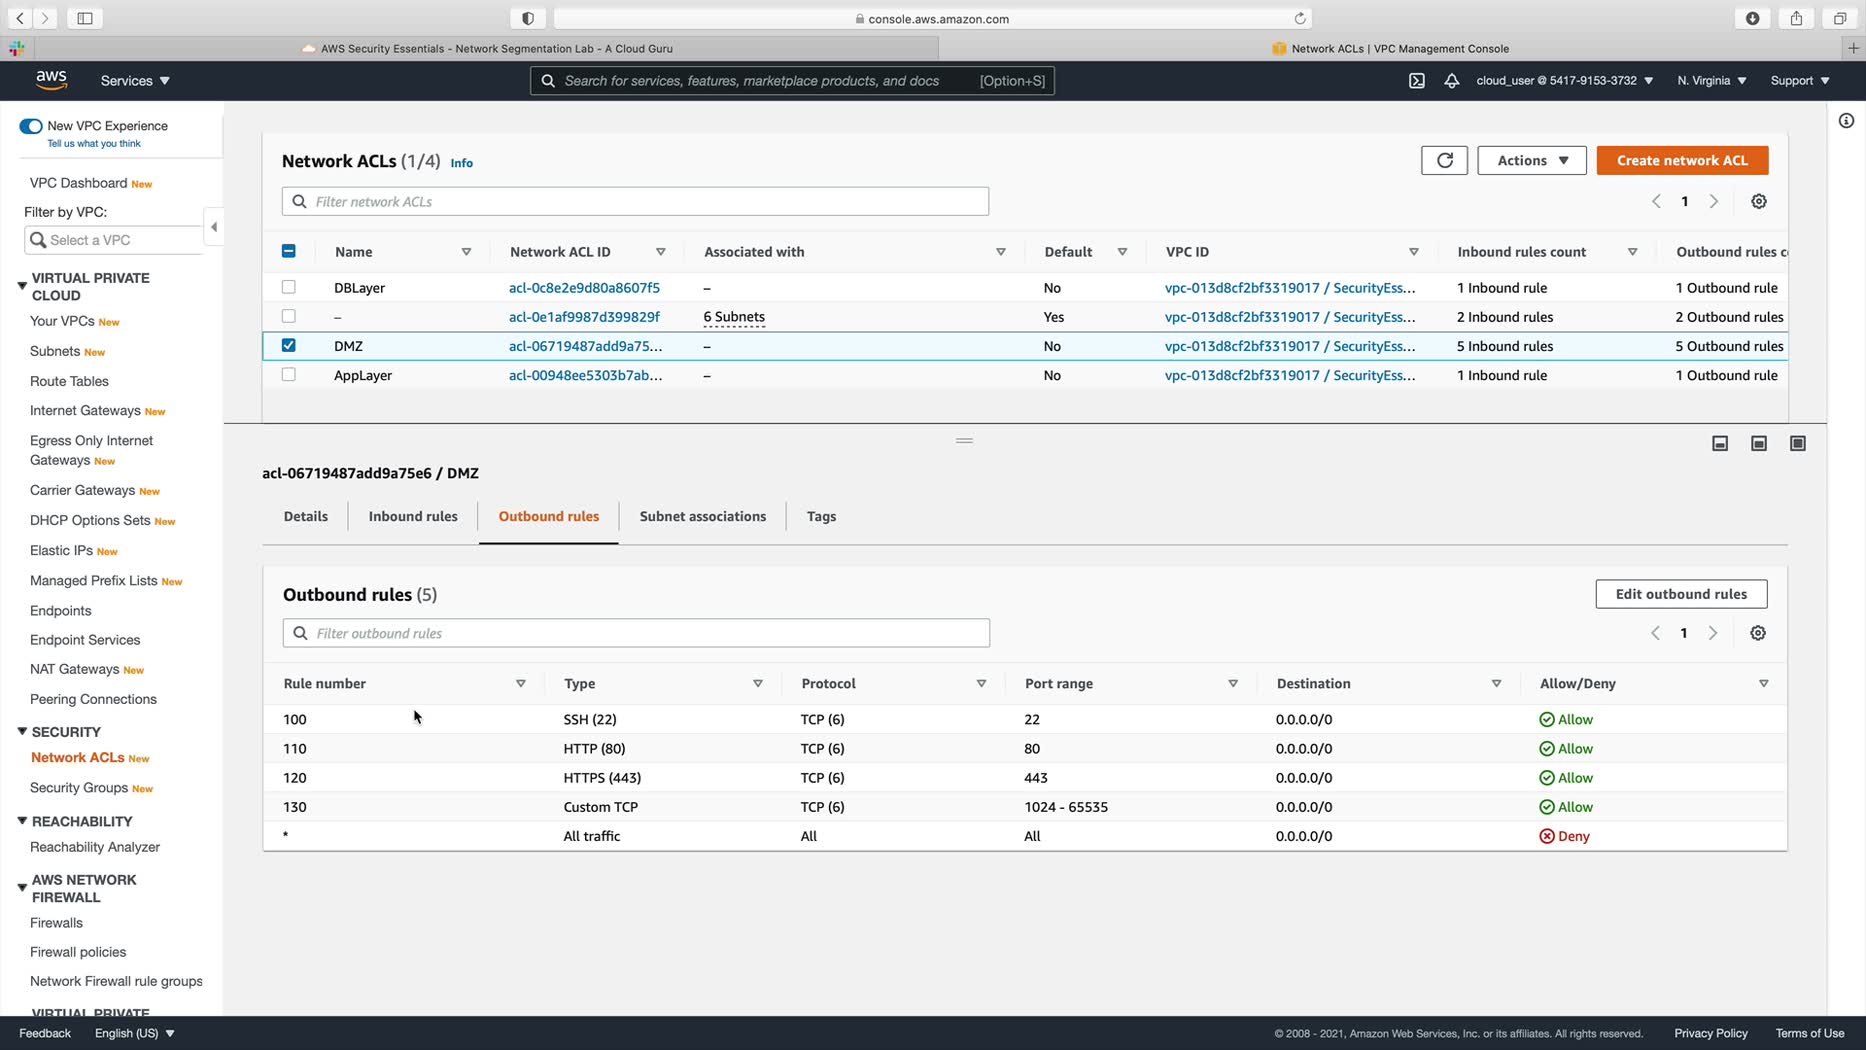 console.aws.amazon.com
AWS Security Essentials - Network Segmentation Lab - A Cloud Guru
Network ACLs | VPC Management Console
aws
Services
Search for services, features, marketplace products, and docs
[Option+S]
cloud_user @ 5417-9153-3732
N. Virginia
Support
New VPC Experience
Tell us what you think
VPC Dashboard New
Filter by VPC:
Select a VPC
VIRTUAL PRIVATE
CLOUD
Your VPCs New
Subnets New
Route Tables
Internet Gateways New
Egress Only Internet
Gateways New
Carrier Gateways New
DHCP Options Sets New
Elastic IPs New
Managed Prefix Lists New
Endpoints
Endpoint Services
NAT Gateways New
Peering Connections
SECURITY
Network ACLs New
Security Groups New
REACHABILITY
Reachability Analyzer
AWS NETWORK
FIREWALL
Firewalls
Firewall policies
Network Firewall rule groups
VIRTUAL PRIVATE
Network ACLs (1/4) Info
Actions
Create network ACL
Filter network ACLs
1
Name Network ACL ID Associated with Default VPC ID Inbound rules count Outbound rules c
DBLayer acl-0c8e2e9d80a8607f5 – No vpc-013d8cf2bf3319017 / SecurityEss... 1 Inbound rule 1 Outbound rule
– acl-0e1af9987d399829f 6 Subnets Yes vpc-013d8cf2bf3319017 / SecurityEss... 2 Inbound rules 2 Outbound rules
DMZ acl-06719487add9a75... – No vpc-013d8cf2bf3319017 / SecurityEss... 5 Inbound rules 5 Outbound rules
AppLayer acl-00948ee5303b7ab... – No vpc-013d8cf2bf3319017 / SecurityEss... 1 Inbound rule 1 Outbound rule
acl-06719487add9a75e6 / DMZ
Details Inbound rules Outbound rules Subnet associations Tags
Outbound rules (5)
Edit outbound rules
Filter outbound rules
1
Rule number Type Protocol Port range Destination Allow/Deny
100 SSH (22) TCP (6) 22 0.0.0.0/0 Allow
110 HTTP (80) TCP (6) 80 0.0.0.0/0 Allow
120 HTTPS (443) TCP (6) 443 0.0.0.0/0 Allow
130 Custom TCP TCP (6) 1024 - 65535 0.0.0.0/0 Allow
* All traffic All All 0.0.0.0/0 Deny
Feedback
English (US)
© 2008 - 2021, Amazon Web Services, Inc. or its affiliates. All rights reserved.
Privacy Policy
Terms of Use